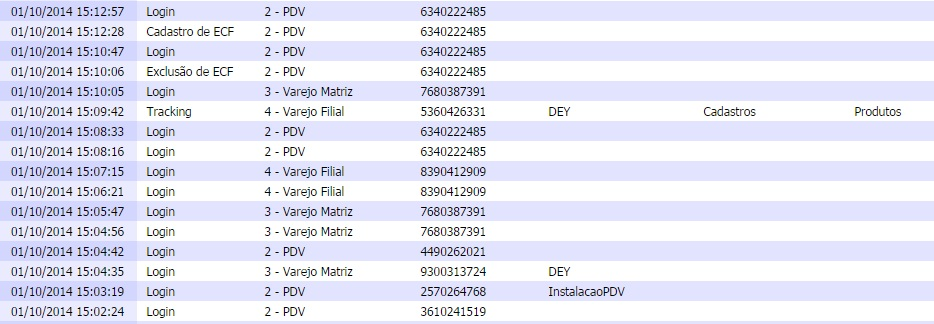 01/10/2014 15:12:57 Login 2 - PDV 6340222485
01/10/2014 15:12:28 Cadastro de ECF 2 - PDV 6340222485
01/10/2014 15:10:47 Login 2 - PDV 6340222485
01/10/2014 15:10:06 Exclusão de ECF 2 - PDV 6340222485
01/10/2014 15:10:05 Login 3 - Varejo Matriz 7680387391
01/10/2014 15:09:42 Tracking 4 - Varejo Filial 5360426331 DEY Cadastros Produtos
01/10/2014 15:08:33 Login 2 - PDV 6340222485
01/10/2014 15:08:16 Login 2 - PDV 6340222485
01/10/2014 15:07:15 Login 4 - Varejo Filial 8390412909
01/10/2014 15:06:21 Login 4 - Varejo Filial 8390412909
01/10/2014 15:05:47 Login 3 - Varejo Matriz 7680387391
01/10/2014 15:04:56 Login 3 - Varejo Matriz 7680387391
01/10/2014 15:04:42 Login 2 - PDV 4490262021
01/10/2014 15:04:35 Login 3 - Varejo Matriz 9300313724 DEY
01/10/2014 15:03:19 Login 2 - PDV 2570264768 InstalacaoPDV
01/10/2014 15:02:24 Login 2 - PDV 3610241519